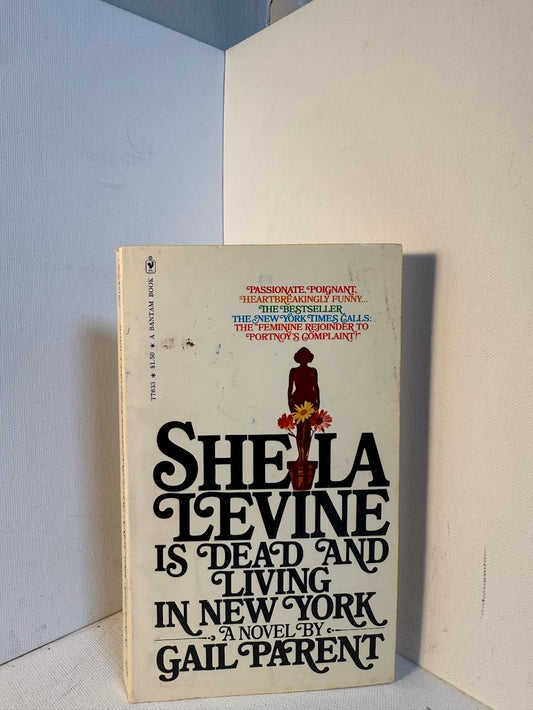 T7633 ★ $1.50 ★ A BANTAM BOOK
PASSIONATE, POIGNANT,
HEARTBREAKINGLY FUNNY...
THE BESTSELLER
THE NEW YORK TIMES CALLS:
THE "FEMININE REJOINDER TO
PORTNOY'S COMPLAINT!"
SHEILA
LEVINE
IS DEAD AND
LIVING
IN NEW YORK
A NOVEL BY
GAIL PARENT